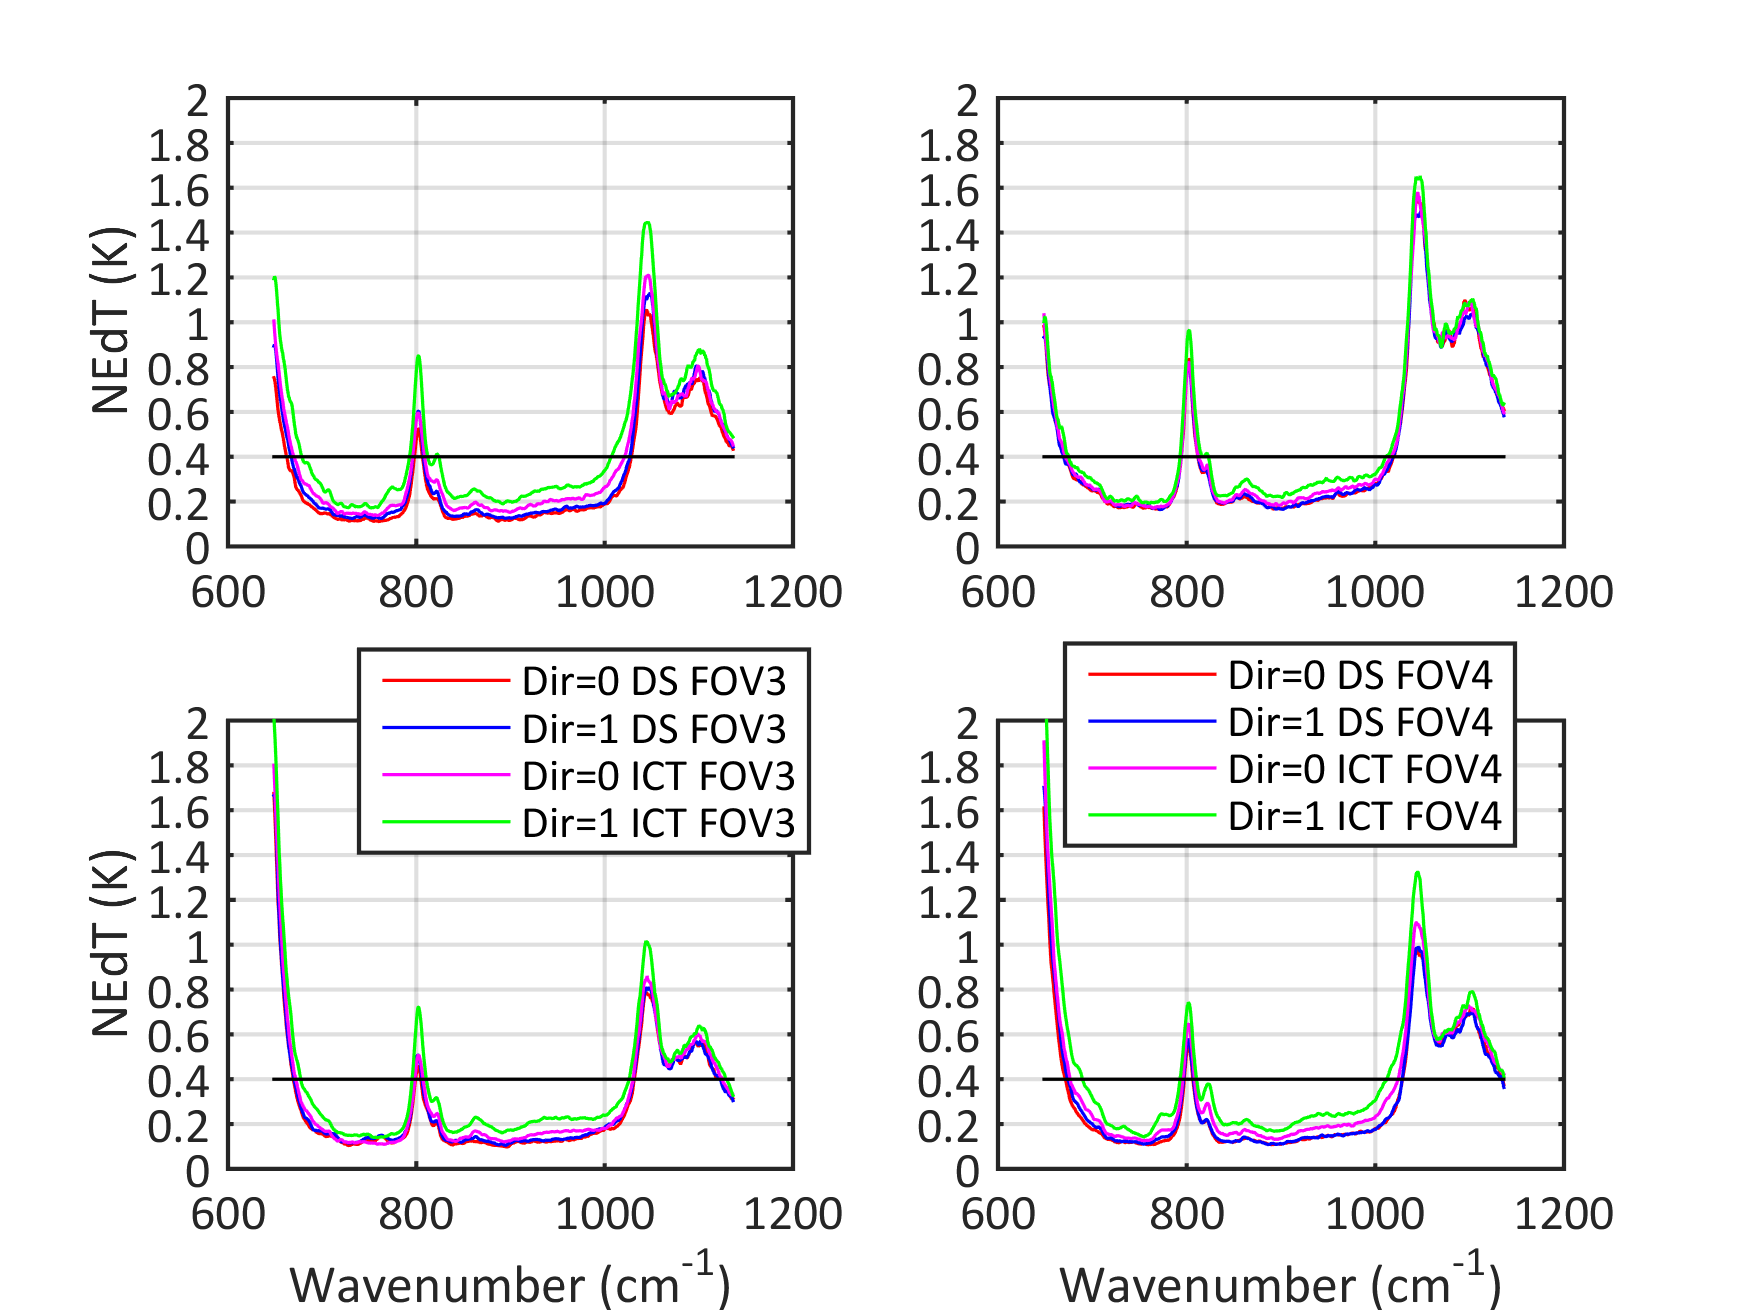 NEdT (K)
2
1.8
1.6
1.4
1.2
1
0.8
0.6
0.4
0.2
0
600 800 1000 1200
2
1.8
1.6
1.4
1.2
1
0.8
0.6
0.4
0.2
0
600 800 1000 1200
Dir=0 DS FOV3
Dir=1 DS FOV3
Dir=0 ICT FOV3
Dir=1 ICT FOV3
NEdT (K)
2
1.8
1.6
1.4
1.2
1
0.8
0.6
0.4
0.2
0
600 800 1000 1200
Wavenumber (cm⁻¹)
Dir=0 DS FOV4
Dir=1 DS FOV4
Dir=0 ICT FOV4
Dir=1 ICT FOV4
2
1.8
1.6
1.4
1.2
1
0.8
0.6
0.4
0.2
0
600 800 1000 1200
Wavenumber (cm⁻¹)